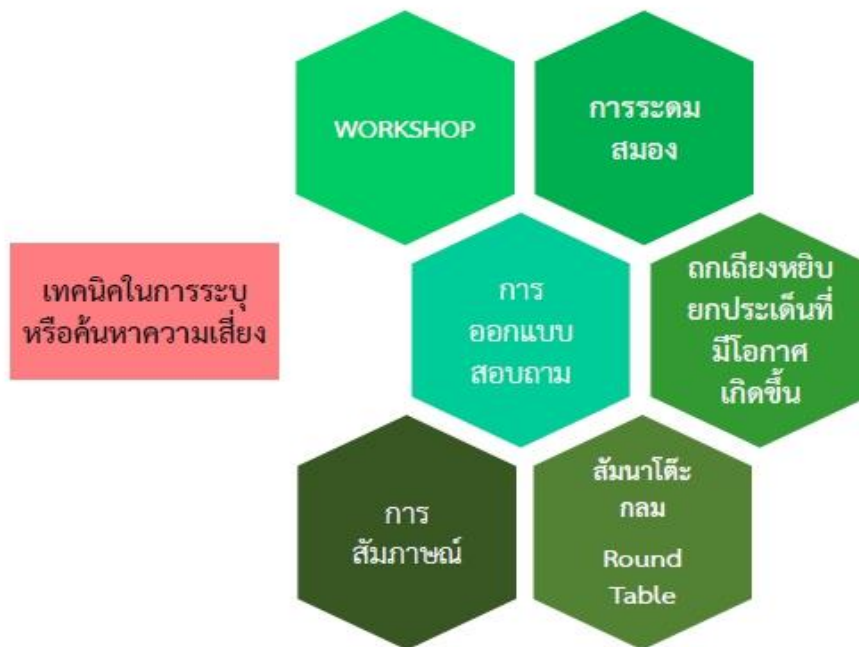 WORKSHOP
การระดม
สมอง
เทคนิคในการระบุ
หรือค้นหาความเสี่ยง
การ
ออกแบบ
สอบถาม
ถกเถียงหยิบ
ยกประเด็นที่
มีโอกาส
เกิดขึ้น
การ
สัมภาษณ์
สัมนาโต๊ะ
กลม
Round
Table